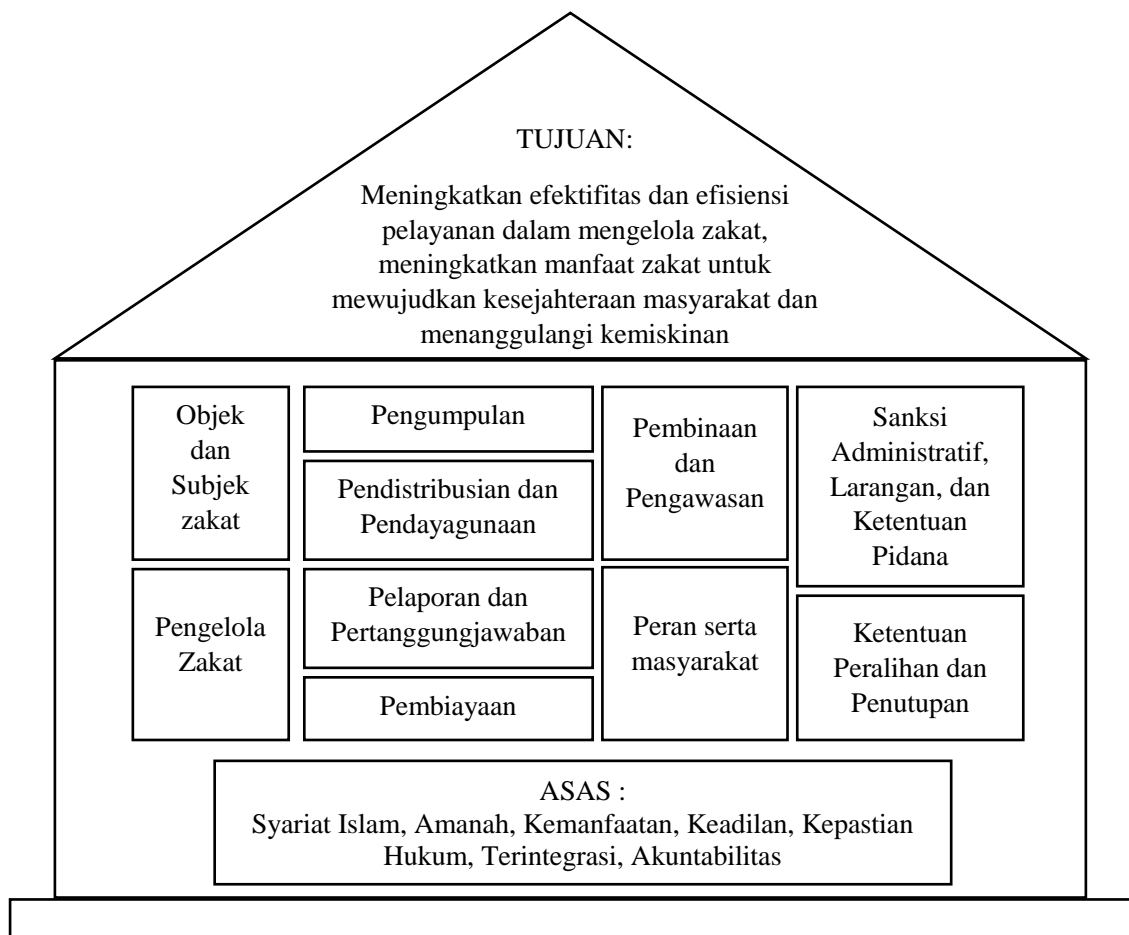 TUJUAN:
Meningkatkan efektifitas dan efisiensi
pelayanan dalam mengelola zakat,
meningkatkan manfaat zakat untuk
mewujudkan kesejahteraan masyarakat dan
menanggulangi kemiskinan
Objek
dan
Subjek
zakat
Pengelola
Zakat
Pengumpulan
Pendistribusian dan
Pendayagunaan
Pelaporan dan
Pertanggungjawaban
Pembiayaan
Pembinaan
dan
Pengawasan
Peran serta
masyarakat
Sanksi
Administratif,
Larangan, dan
Ketentuan
Pidana
Ketentuan
Peralihan dan
Penutupan
ASAS :
Syariat Islam, Amanah, Kemanfaatan, Keadilan, Kepastian
Hukum, Terintegrasi, Akuntabilitas